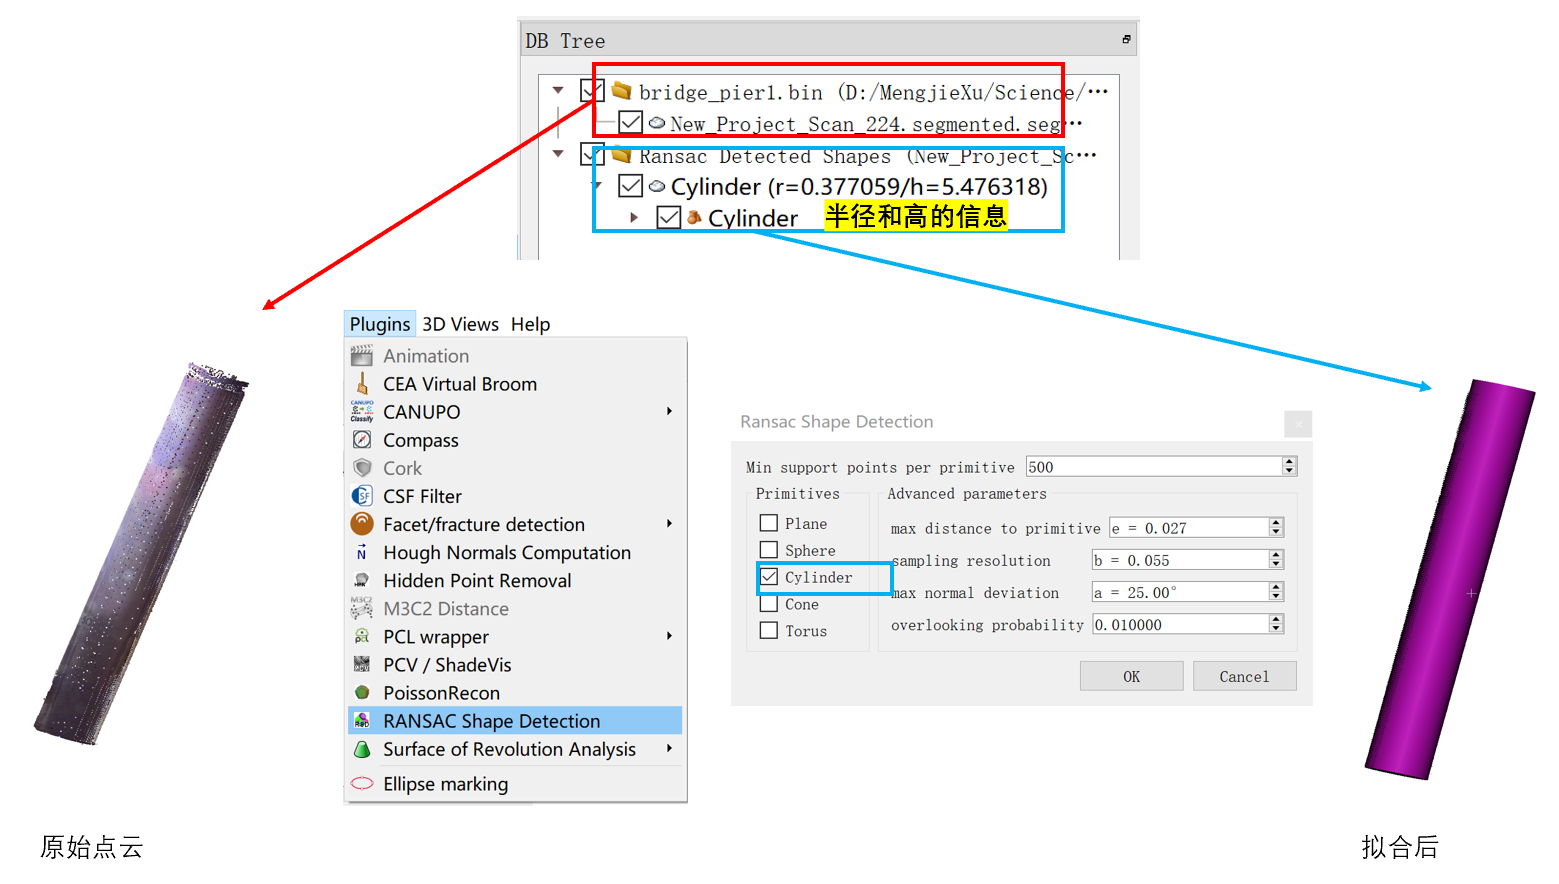 DB Tree
bridge_pier1.bin (D:/MengjieXu/Science/···
New_Project_Scan_224.segmented.seg···
Ransac Detected Shapes (New_Project_Sc···
Cylinder (r=0.377059/h=5.476318)
Cylinder 半径和高的信息
Plugins 3D Views Help
Animation
CEA Virtual Broom
CANUPO
Compass
Cork
CSF Filter
Facet/fracture detection
Hough Normals Computation
Hidden Point Removal
M3C2 Distance
PCL wrapper
PCV / ShadeVis
PoissonRecon
RANSAC Shape Detection
Surface of Revolution Analysis
Ellipse marking
Ransac Shape Detection
Min support points per primitive 500
Primitives
Plane
Sphere
Cylinder
Cone
Torus
Advanced parameters
max distance to primitive e = 0.027
sampling resolution b = 0.055
max normal deviation a = 25.00°
overlooking probability 0.010000
OK Cancel
原始点云
拟合后